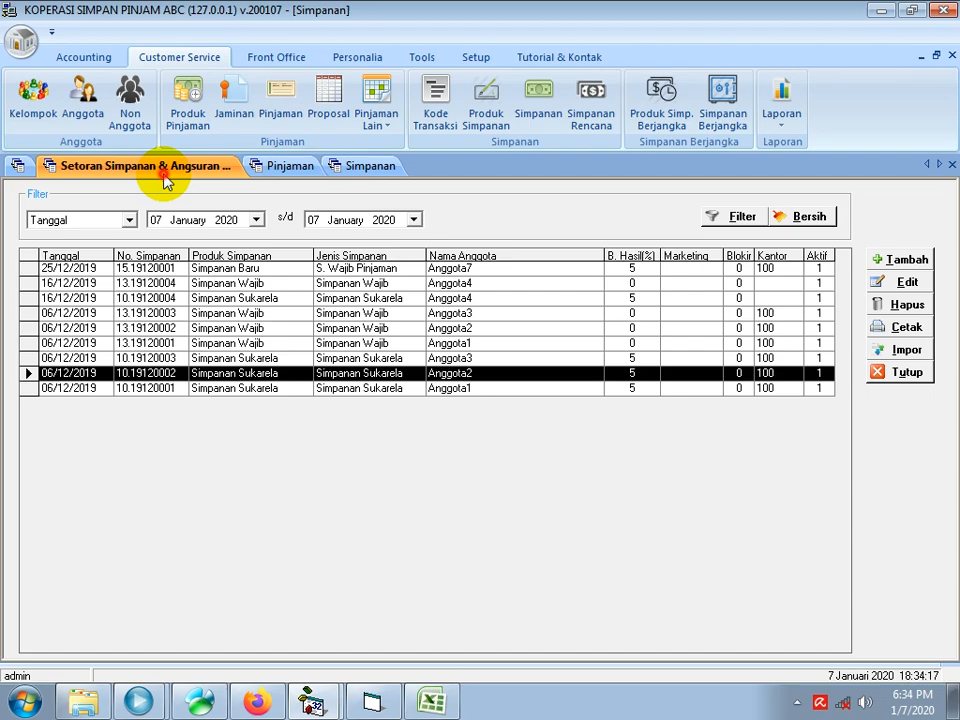 KOPERASI SIMPAN PINJAM ABC (127.0.0.1) v.200107 - [Simpanan]
Accounting Customer Service Front Office Personalia Tools Setup Tutorial & Kontak
Kelompok Anggota Non Anggota Produk Pinjaman Jaminan Pinjaman Proposal Pinjaman Lain Kode Transaksi Produk Simpanan Simpanan Simpanan Rencana Produk Simp. Berjangka Simpanan Berjangka Laporan
Anggota Pinjaman Simpanan Simpanan Berjangka Laporan
Setoran Simpanan & Angsuran ... Pinjaman Simpanan
Filter
Tanggal 07 January 2020 s/d 07 January 2020 Filter Bersih
Tanggal No. Simpanan Produk Simpanan Jenis Simpanan Nama Anggota B. Hasil(%) Marketing Blokir Kantor Aktif
25/12/2019 15.19120001 Simpanan Baru S. Wajib Pinjaman Anggota7 5 0 100 1
16/12/2019 13.19120004 Simpanan Wajib Simpanan Wajib Anggota4 0 0 1
16/12/2019 10.19120004 Simpanan Sukarela Simpanan Sukarela Anggota4 5 0 1
06/12/2019 13.19120003 Simpanan Wajib Simpanan Wajib Anggota3 0 0 100 1
06/12/2019 13.19120002 Simpanan Wajib Simpanan Wajib Anggota2 0 0 100 1
06/12/2019 13.19120001 Simpanan Wajib Simpanan Wajib Anggota1 0 0 100 1
06/12/2019 10.19120003 Simpanan Sukarela Simpanan Sukarela Anggota3 5 0 100 1
06/12/2019 10.19120002 Simpanan Sukarela Simpanan Sukarela Anggota2 5 0 100 1
06/12/2019 10.19120001 Simpanan Sukarela Simpanan Sukarela Anggota1 5 0 100 1
Tambah
Edit
Hapus
Cetak
Impor
Tutup
admin 7 Januari 2020 18:34:17
32
6:34 PM
1/7/2020